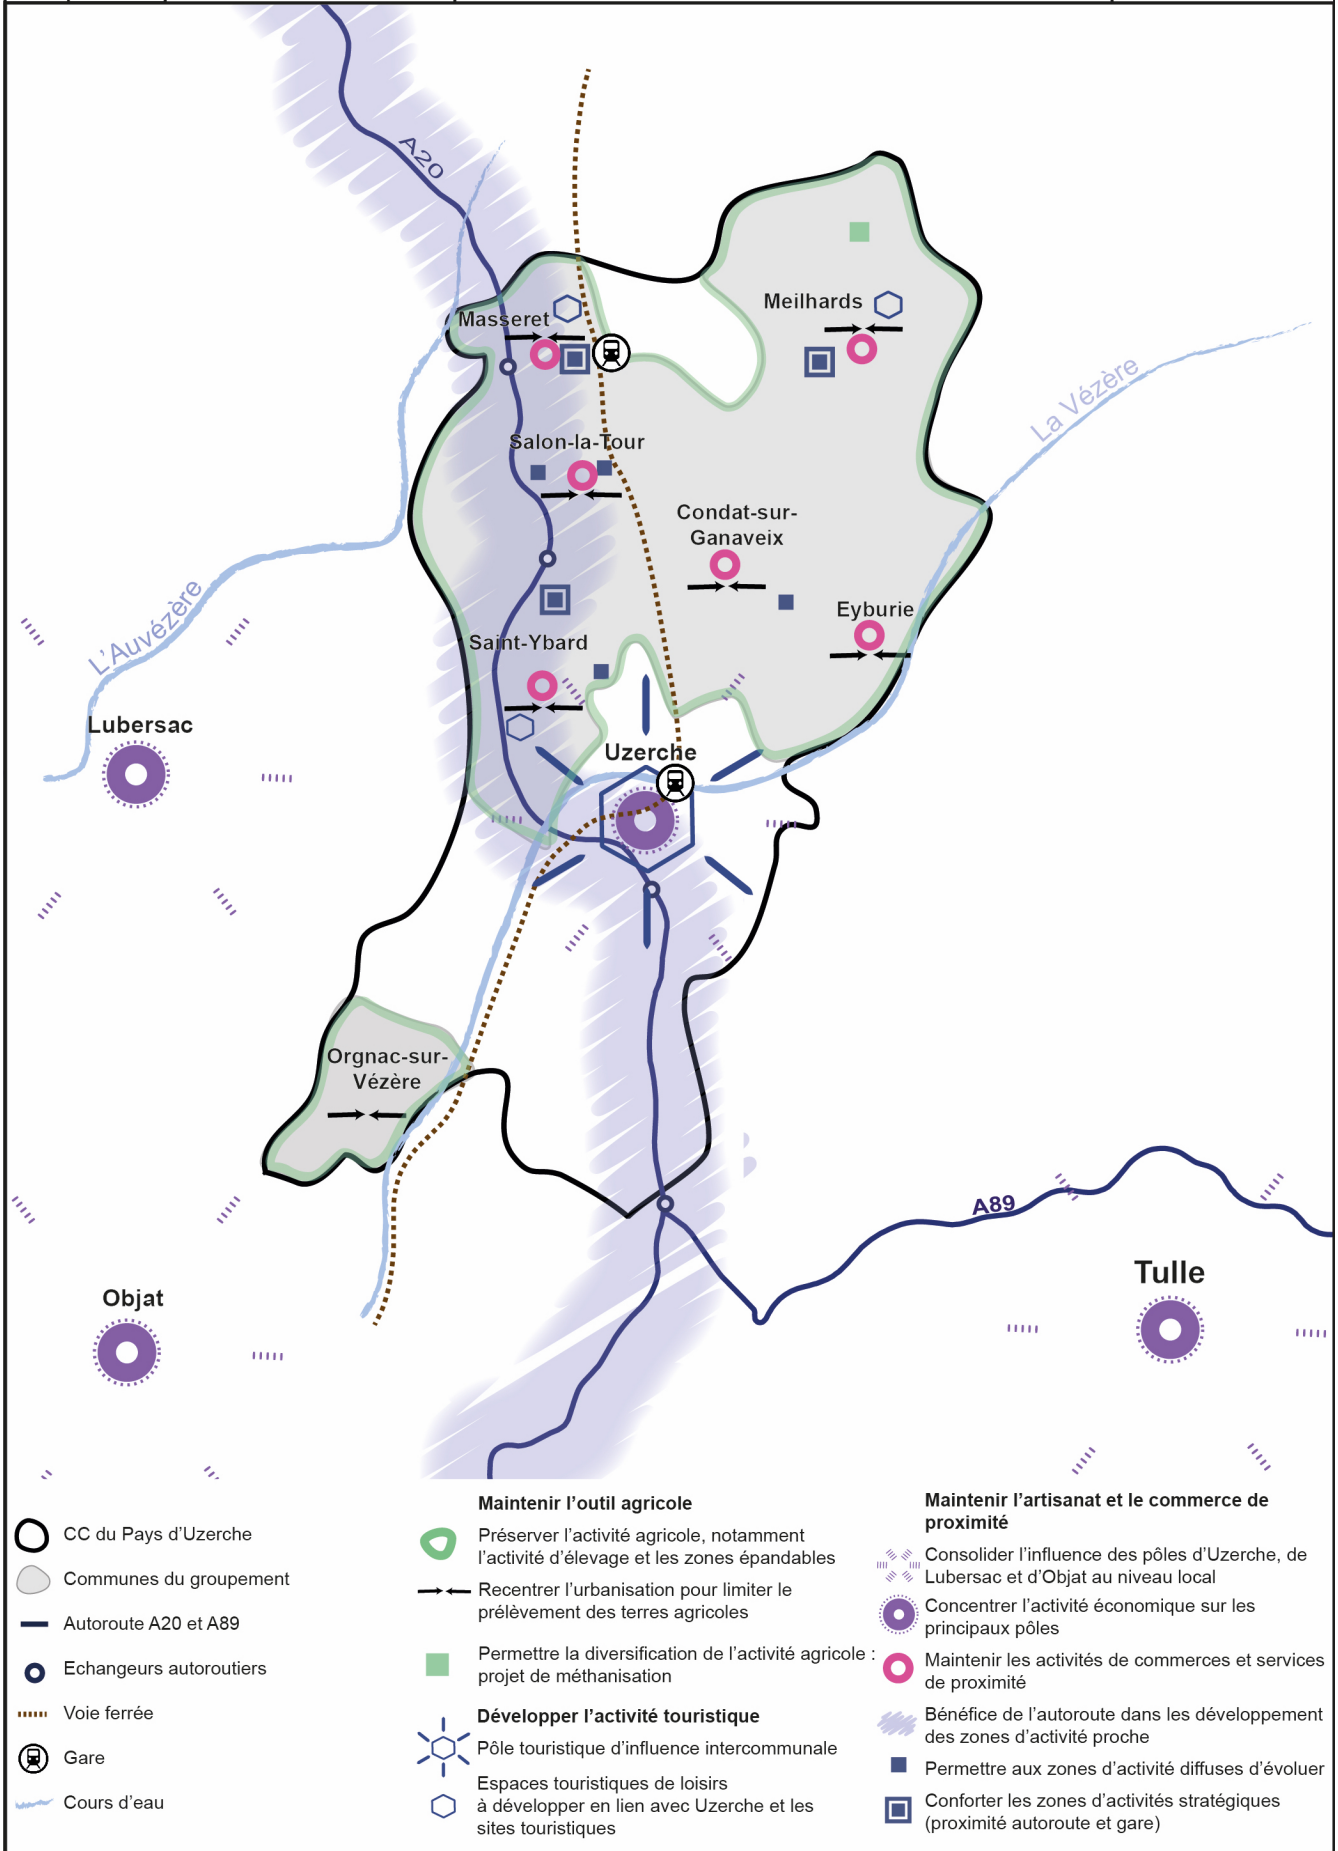 A20
Masseret
Meilhards
La Vézère
Salon-la-Tour
Condat-sur-
Ganaveix
Eyburie
L'Auvézère
Saint-Ybard
Lubersac
Uzerche
Orgnac-sur-
Vézère
A89
Tulle
Objat
CC du Pays d'Uzerche
Communes du groupement
Autoroute A20 et A89
Echangeurs autoroutiers
Voie ferrée
Gare
Cours d'eau
Maintenir l'outil agricole
Préserver l'activité agricole, notamment
l'activité d'élevage et les zones épandables
Recentrer l'urbanisation pour limiter le
prélèvement des terres agricoles
Permettre la diversification de l'activité agricole :
projet de méthanisation
Développer l'activité touristique
Pôle touristique d'influence intercommunale
Espaces touristiques de loisirs
à développer en lien avec Uzerche et les
sites touristiques
Maintenir l'artisanat et le commerce de
proximité
Consolider l'influence des pôles d'Uzerche, de
Lubersac et d'Objat au niveau local
Concentrer l'activité économique sur les
principaux pôles
Maintenir les activités de commerces et services
de proximité
Bénéfice de l'autoroute dans les développement
des zones d'activité proche
Permettre aux zones d'activité diffuses d'évoluer
Conforter les zones d'activités stratégiques
(proximité autoroute et gare)